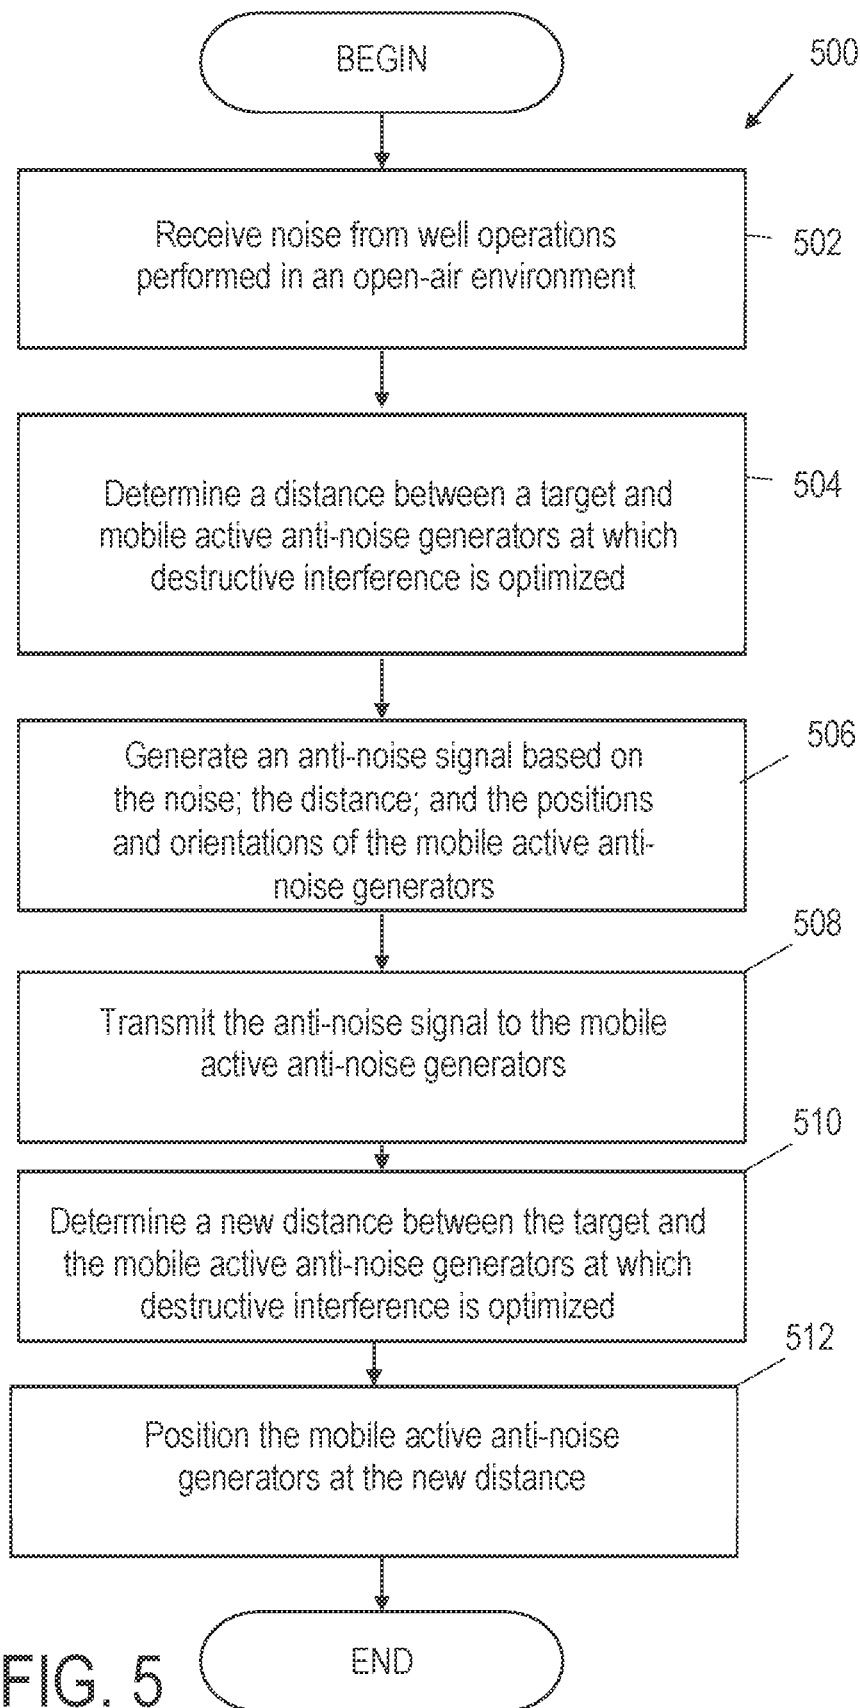 BEGIN
500
Receive noise from well operations
performed in an open-air environment
502
Determine a distance between a target and
mobile active anti-noise generators at which
destructive interference is optimized
504
Generate an anti-noise signal based on
the noise; the distance; and the positions
and orientations of the mobile active anti-
noise generators
506
Transmit the anti-noise signal to the mobile
active anti-noise generators
508
Determine a new distance between the target and
the mobile active anti-noise generators at which
destructive interference is optimized
510
Position the mobile active anti-noise
generators at the new distance
512
END
FIG. 5